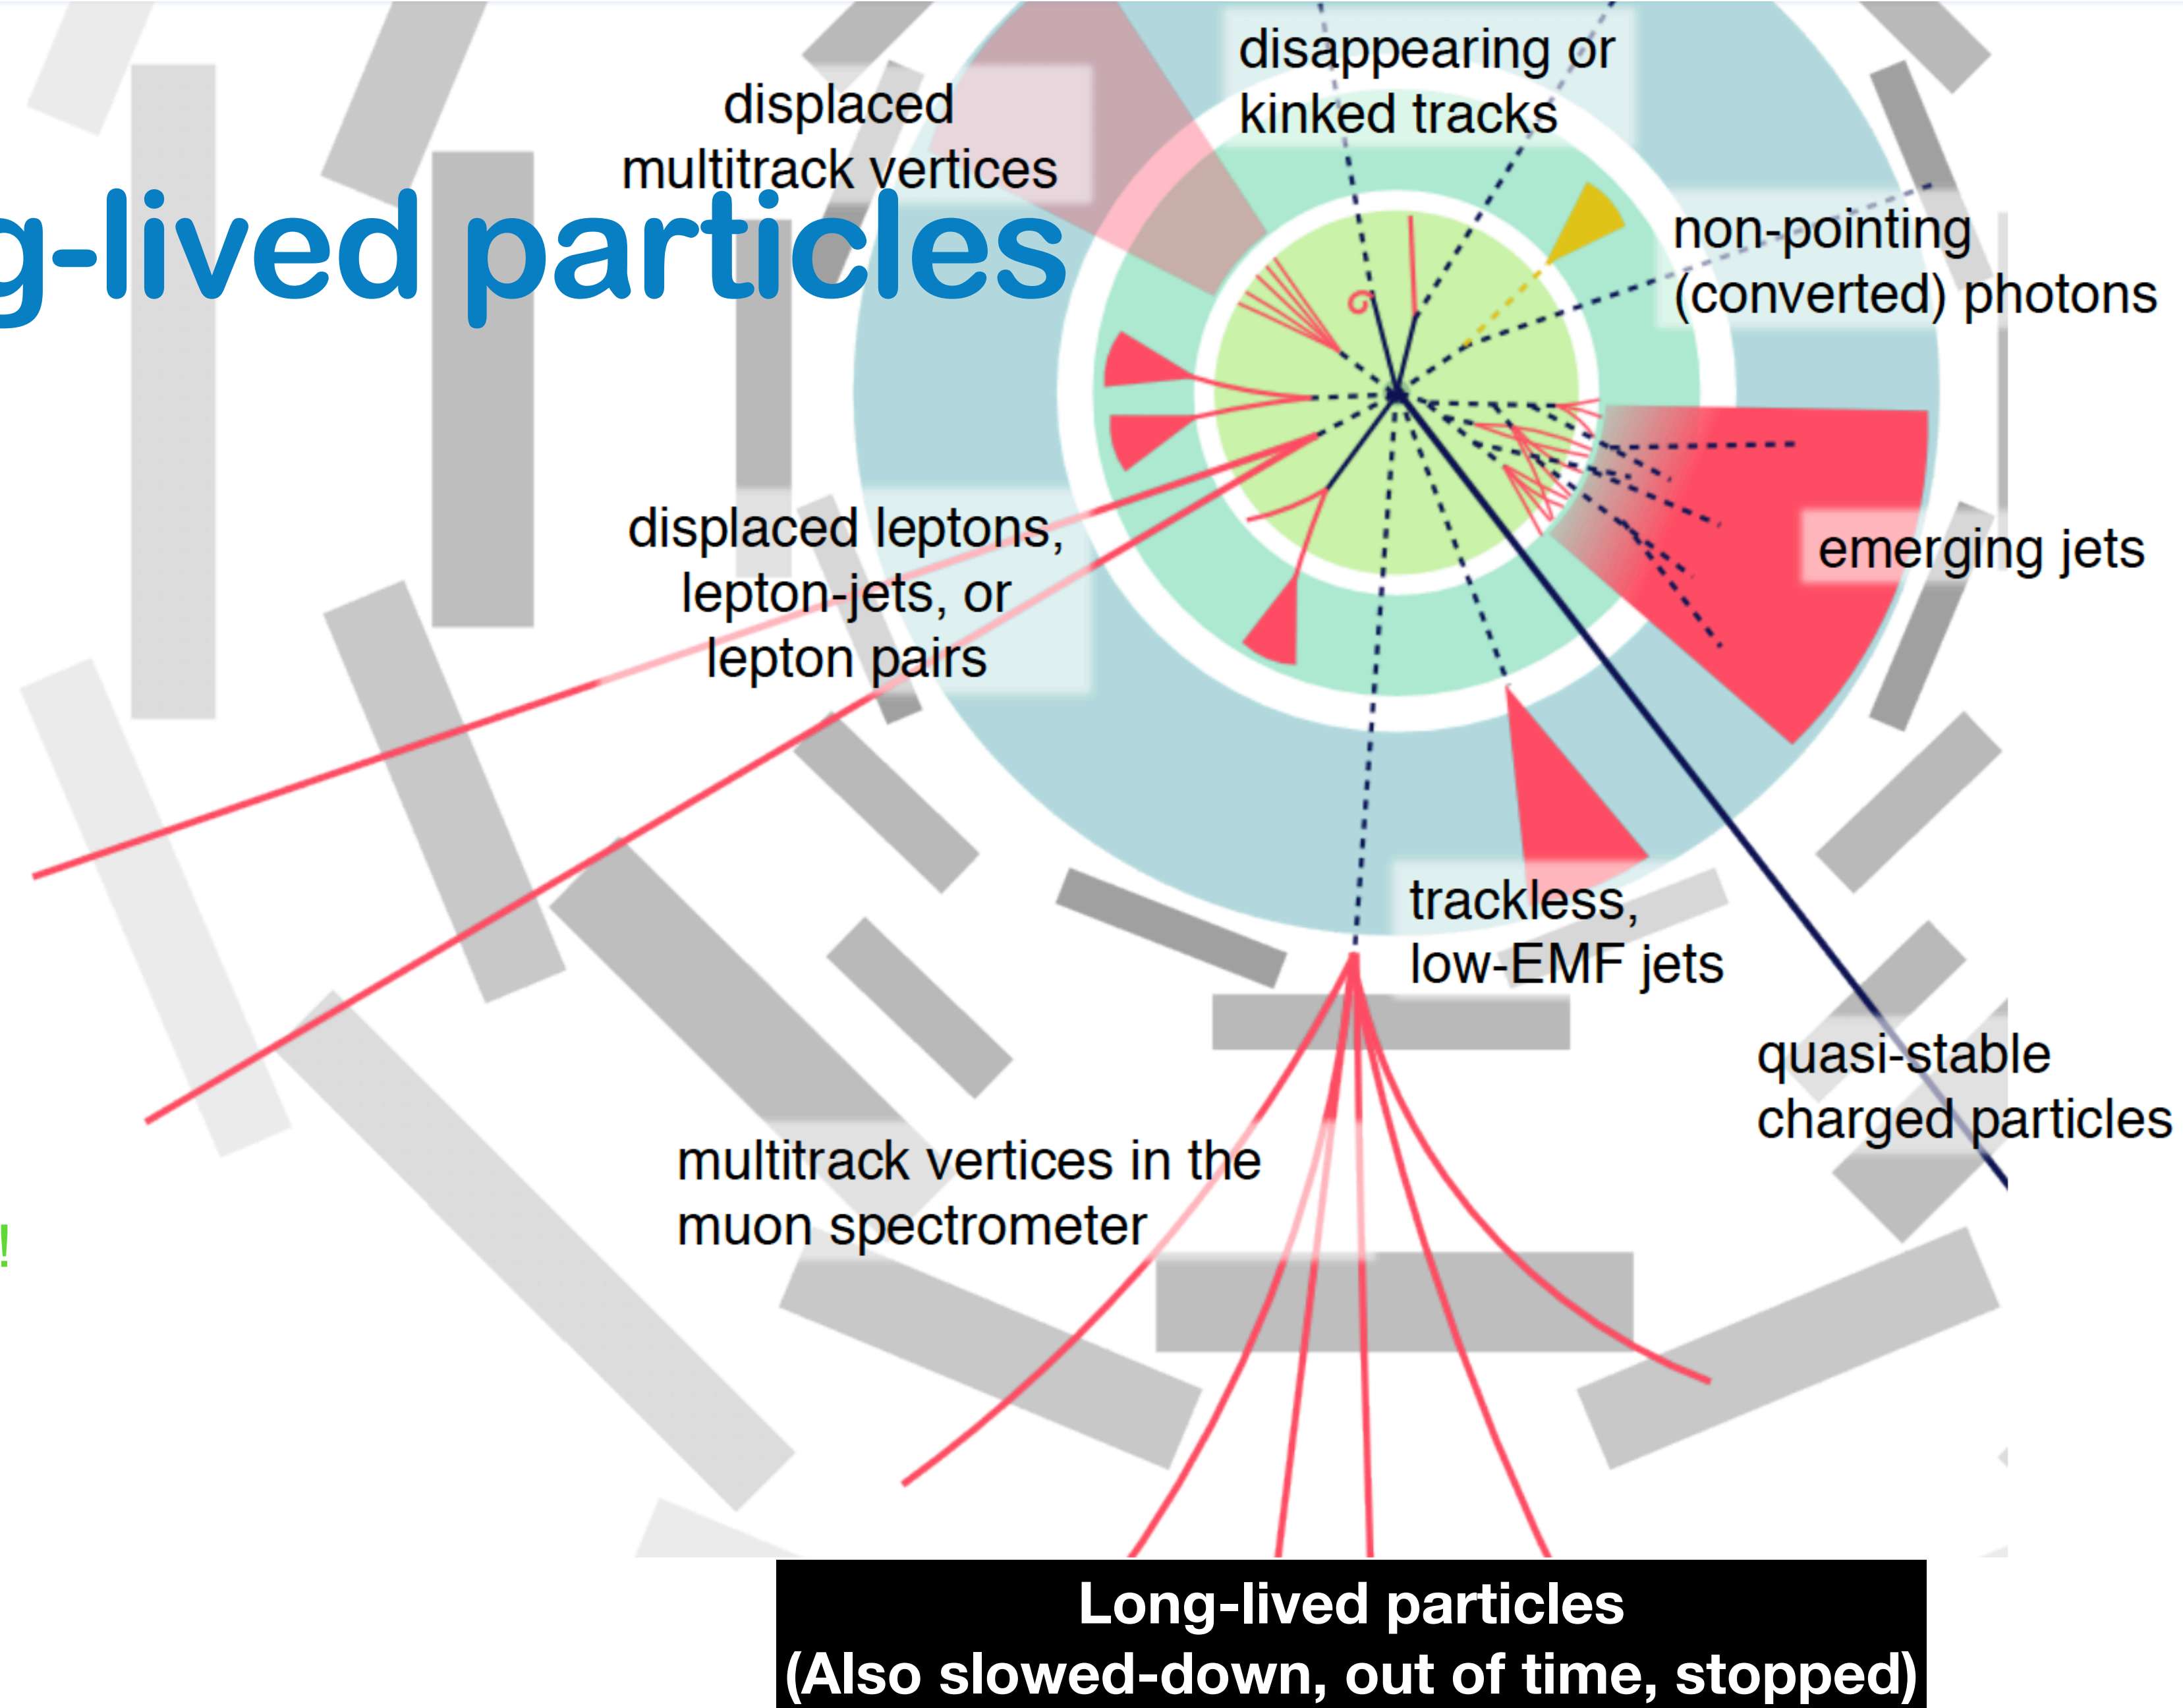 disappearing or
kinked tracks
displaced
multitrack vertices
g-lived particles
non-pointing
(converted) photons
displaced leptons,
lepton-jets, or
lepton pairs
emerging jets
trackless,
low-EMF jets
quasi-stable
charged particles
multitrack vertices in the
muon spectrometer
!
Long-lived particles
(Also slowed-down, out of time, stopped)